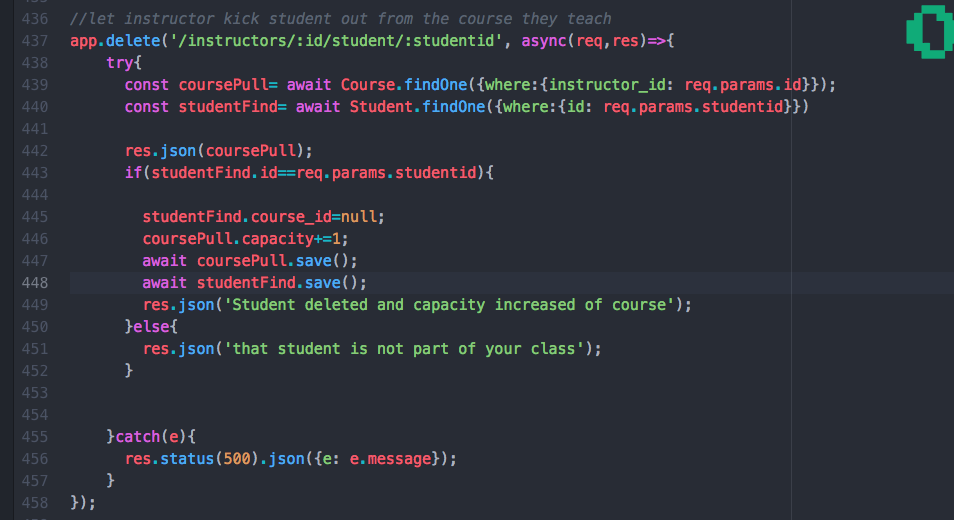 436 //let instructor kick student out from the course they teach
437 app.delete('/instructors/:id/student/:studentid', async(req,res)=>{
438     try{
439       const coursePull= await Course.findOne({where:{instructor_id: req.params.id}});
440       const studentFind= await Student.findOne({where:{id: req.params.studentid}})
441
442       res.json(coursePull);
443       if(studentFind.id==req.params.studentid){
444
445         studentFind.course_id=null;
446         coursePull.capacity+=1;
447         await coursePull.save();
448         await studentFind.save();
449         res.json('Student deleted and capacity increased of course');
450       }else{
451         res.json('that student is not part of your class');
452       }
453
454
455     }catch(e){
456       res.status(500).json({e: e.message});
457     }
458 });